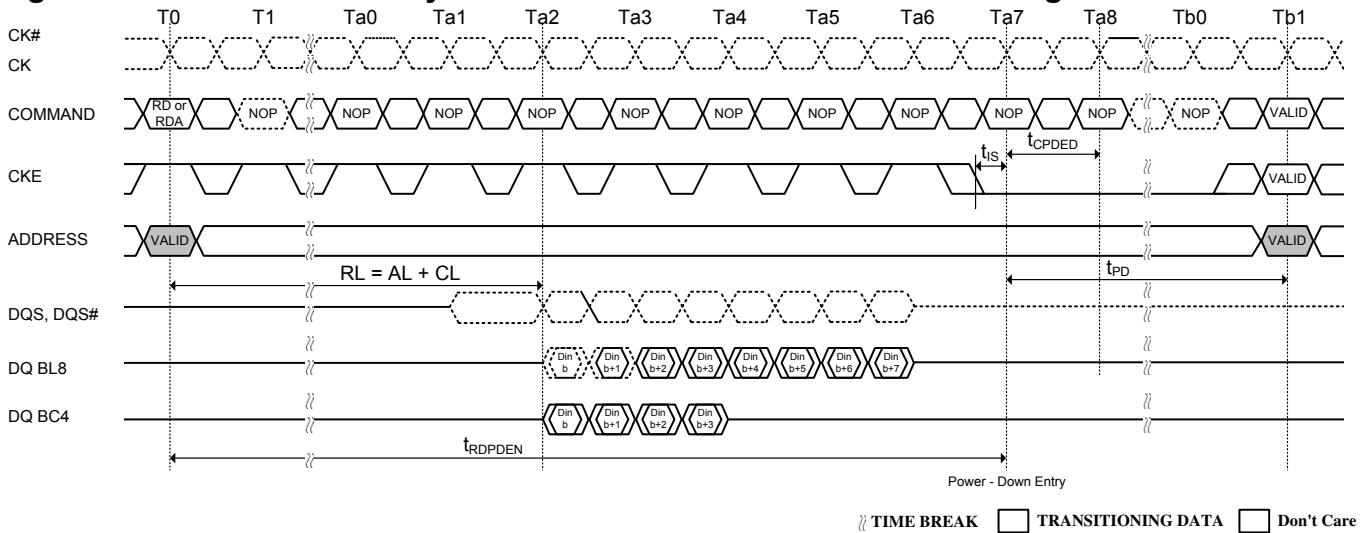 T0 T1 Ta0 Ta1 Ta2 Ta3 Ta4 Ta5 Ta6 Ta7 Ta8 Tb0 Tb1
CK#
CK
COMMAND
RD or
RDA
NOP NOP NOP NOP NOP NOP NOP NOP NOP NOP NOP VALID
tIS
tCPDED
CKE
VALID
ADDRESS
VALID
VALID
RL = AL + CL
tPD
DQS, DQS#
DQ BL8
Din
b
Din
b+1
Din
b+2
Din
b+3
Din
b+4
Din
b+5
Din
b+6
Din
b+7
DQ BC4
Din
b
Din
b+1
Din
b+2
Din
b+3
tRDPDEN
Power - Down Entry
TIME BREAK TRANSITIONING DATA Don't Care